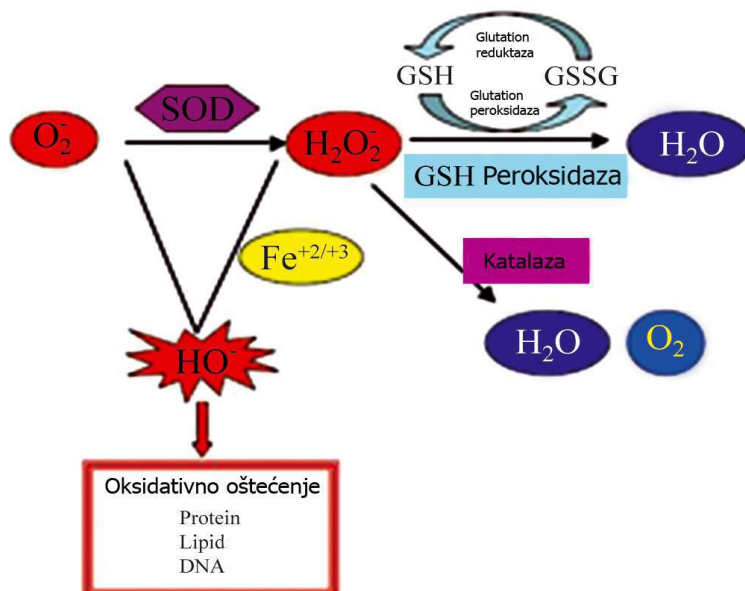 Glutation
reduktaza
GSH
GSSG
Glutation
peroksidaza
SOD
O₂⁻
H₂O₂⁻
H₂O
GSH Peroksidaza
Fe⁺²/⁺³
Katalaza
H₂O
O₂
HO⁻
Oksidativno oštećenje
Protein
Lipid
DNA